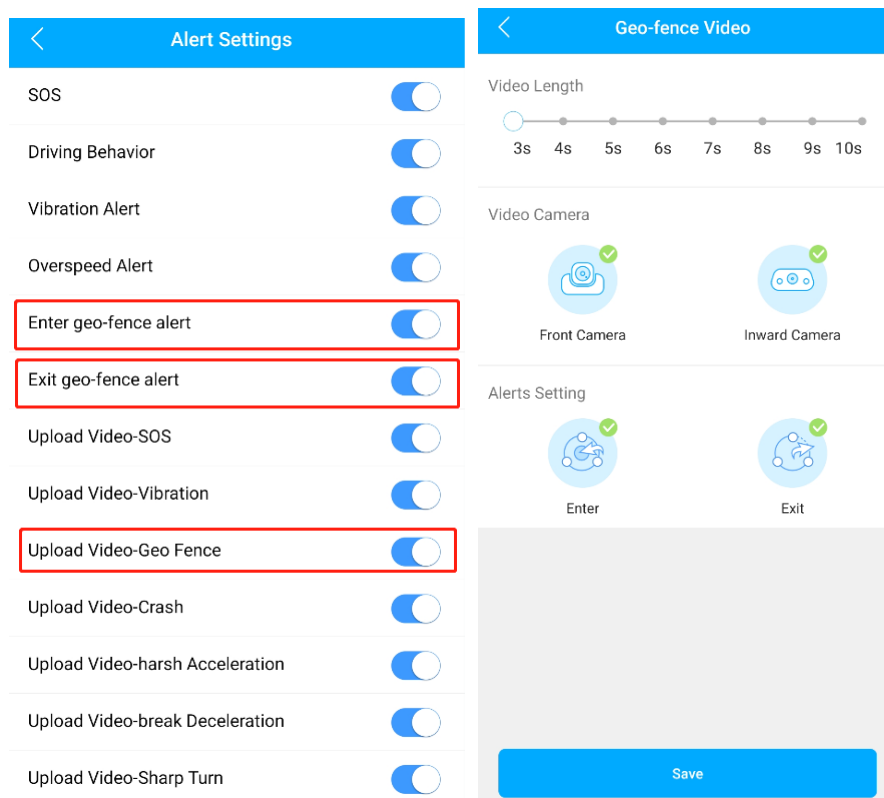 Alert Settings
SOS
Driving Behavior
Vibration Alert
Overspeed Alert
Enter geo-fence alert
Exit geo-fence alert
Upload Video-SOS
Upload Video-Vibration
Upload Video-Geo Fence
Upload Video-Crash
Upload Video-harsh Acceleration
Upload Video-break Deceleration
Upload Video-Sharp Turn
Geo-fence Video
Video Length
3s 4s 5s 6s 7s 8s 9s 10s
Video Camera
Front Camera Inward Camera
Alerts Setting
Enter Exit
Save